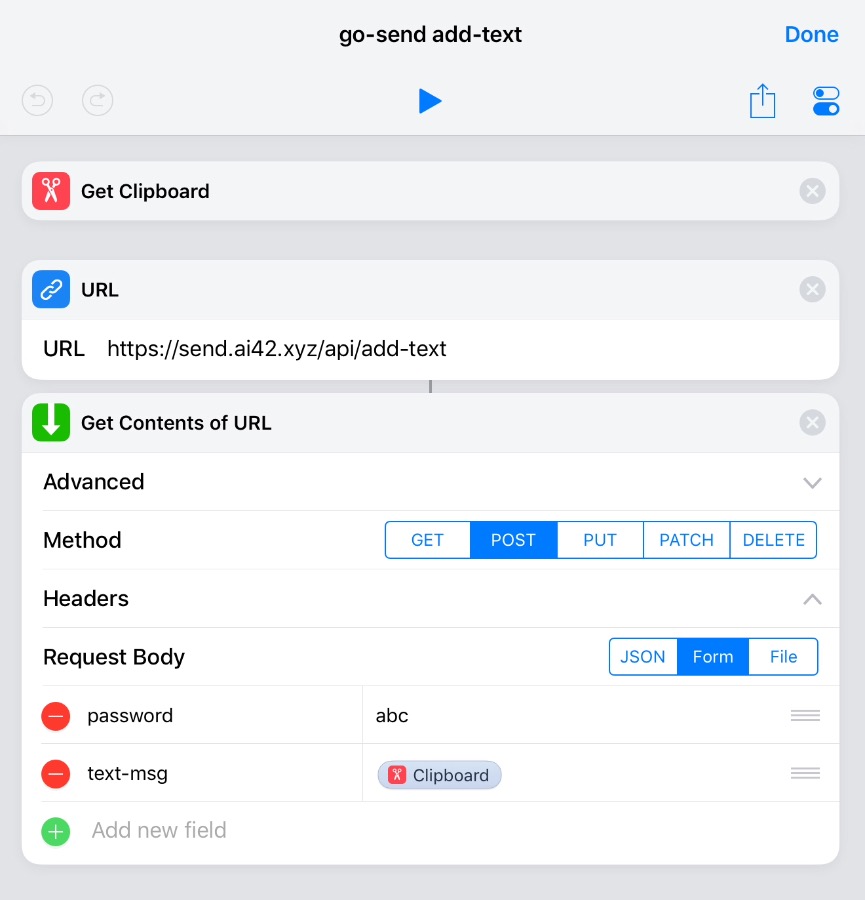 go-send add-text
Done
Get Clipboard
URL
URL https://send.ai42.xyz/api/add-text
Get Contents of URL
Advanced
Method GET POST PUT PATCH DELETE
Headers
Request Body JSON Form File
password abc
text-msg Clipboard
Add new field